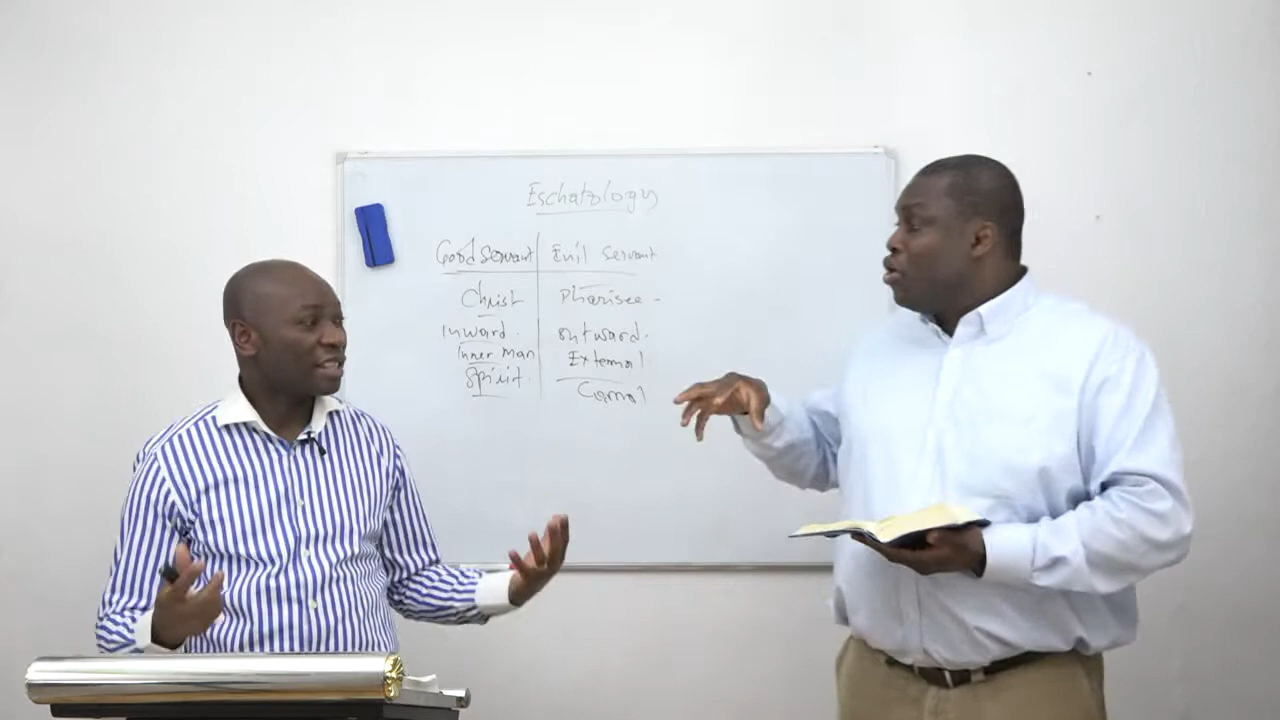 Eschatology
Good servant Evil servant
Christ Pharisee -
Inward. outward.
Inner man External
Spirit. Carnal